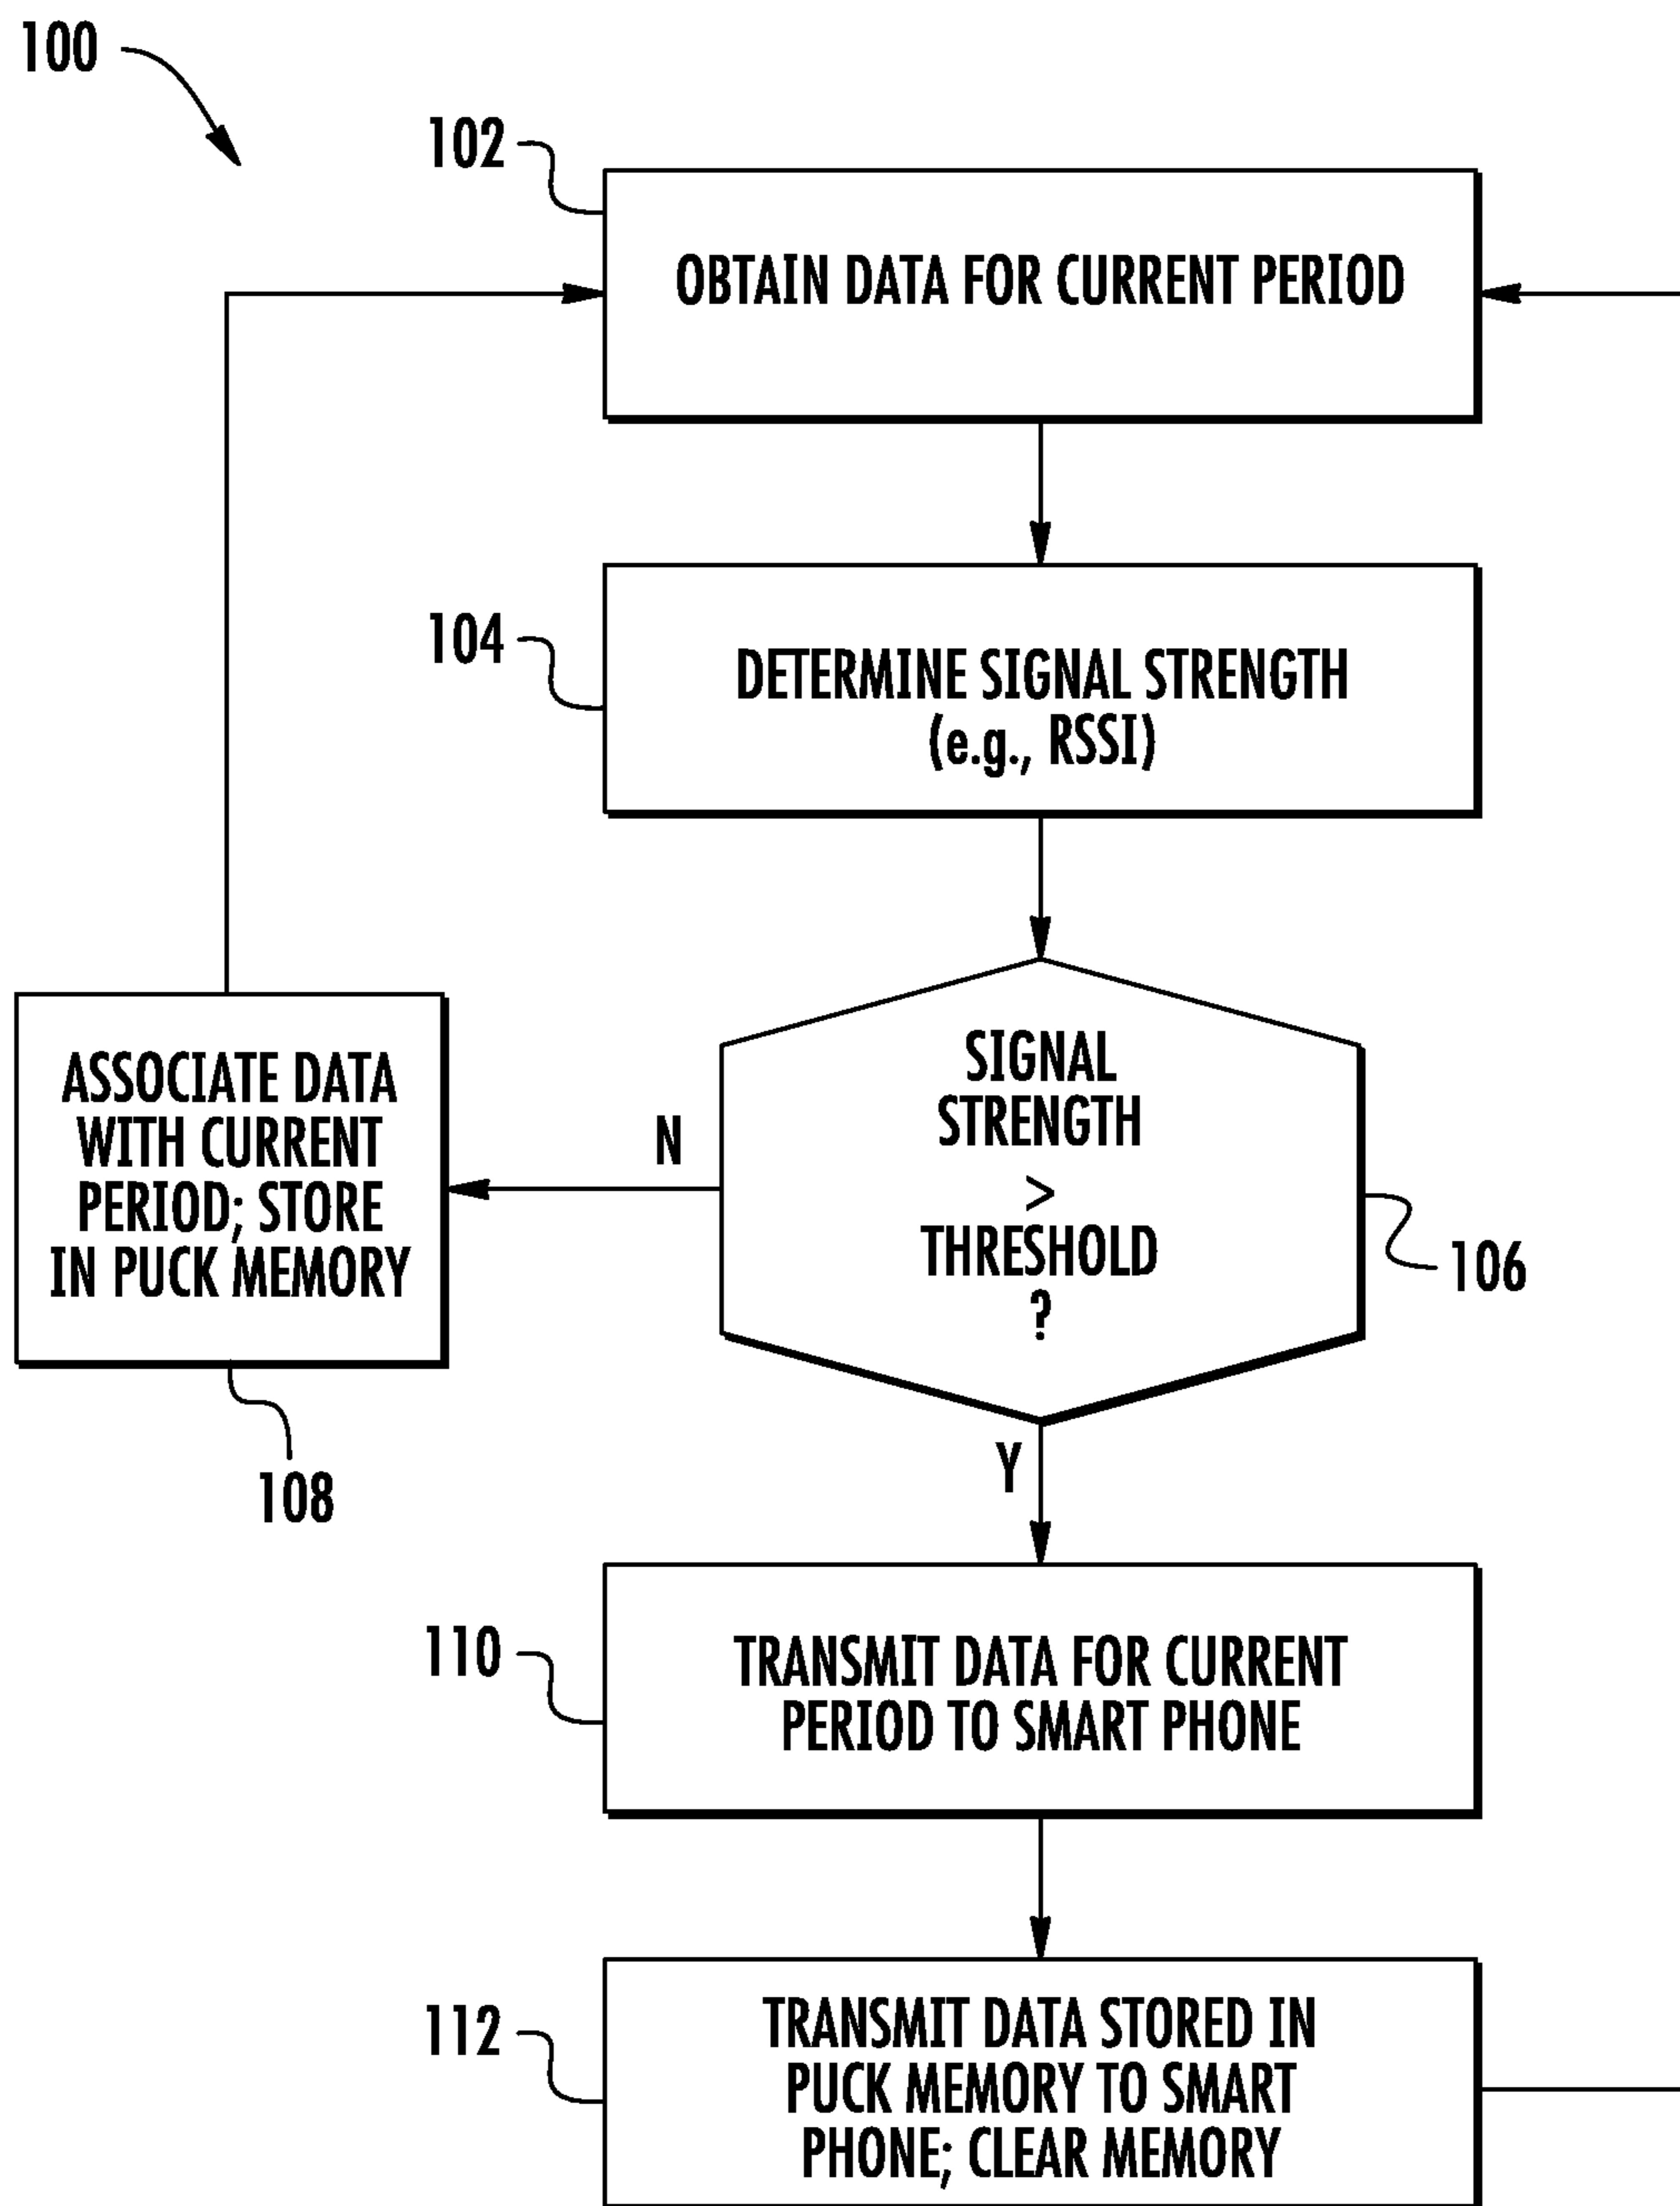 100
102
OBTAIN DATA FOR CURRENT PERIOD
104
DETERMINE SIGNAL STRENGTH
(e.g., RSSI)
SIGNAL
STRENGTH
>
THRESHOLD
?
106
N
ASSOCIATE DATA
WITH CURRENT
PERIOD; STORE
IN PUCK MEMORY
108
Y
110
TRANSMIT DATA FOR CURRENT
PERIOD TO SMART PHONE
112
TRANSMIT DATA STORED IN
PUCK MEMORY TO SMART
PHONE; CLEAR MEMORY